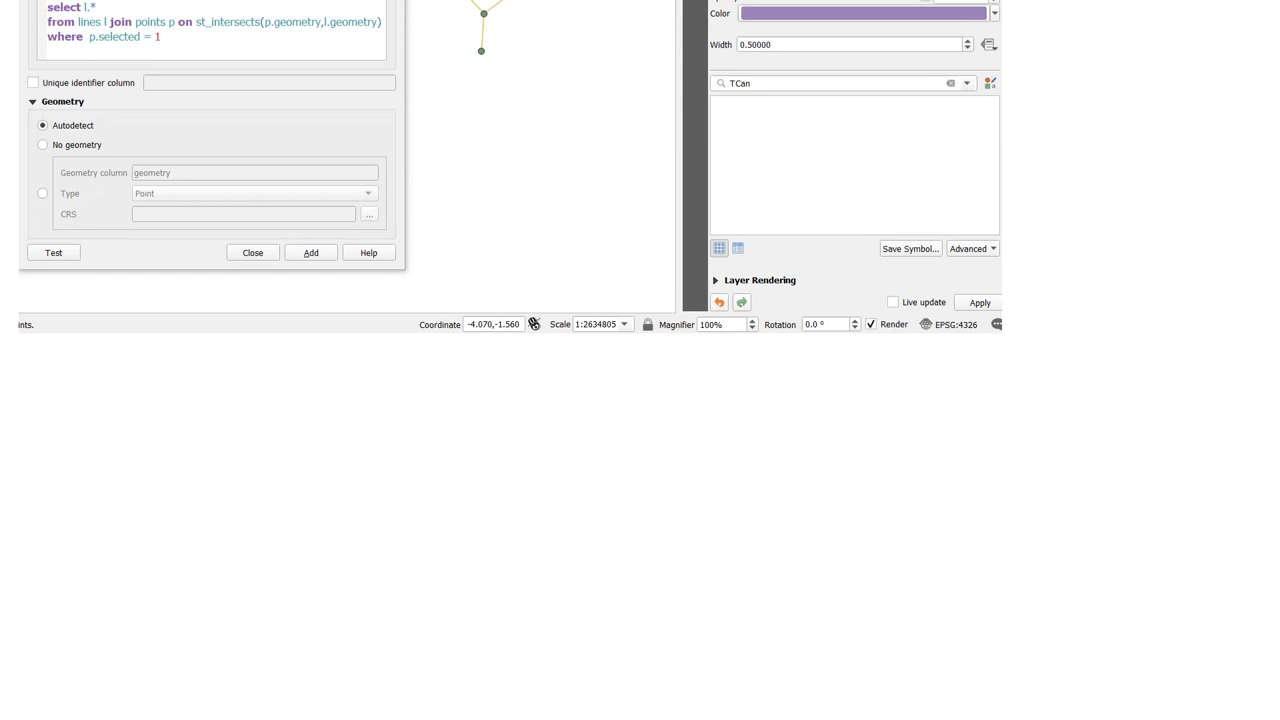 select l.*
from lines l join points p on st_intersects(p.geometry,l.geometry)
where p.selected = 1
Unique identifier column
Geometry
Autodetect
No geometry
Geometry column geometry
Type Point
CRS ...
Test Close Add Help
Color
Width 0.50000
TCan
Save Symbol... Advanced
Layer Rendering
Live update Apply
ints. Coordinate -4.070,-1.560 Scale 1:2634805 Magnifier 100% Rotation 0.0 ° Render EPSG:4326